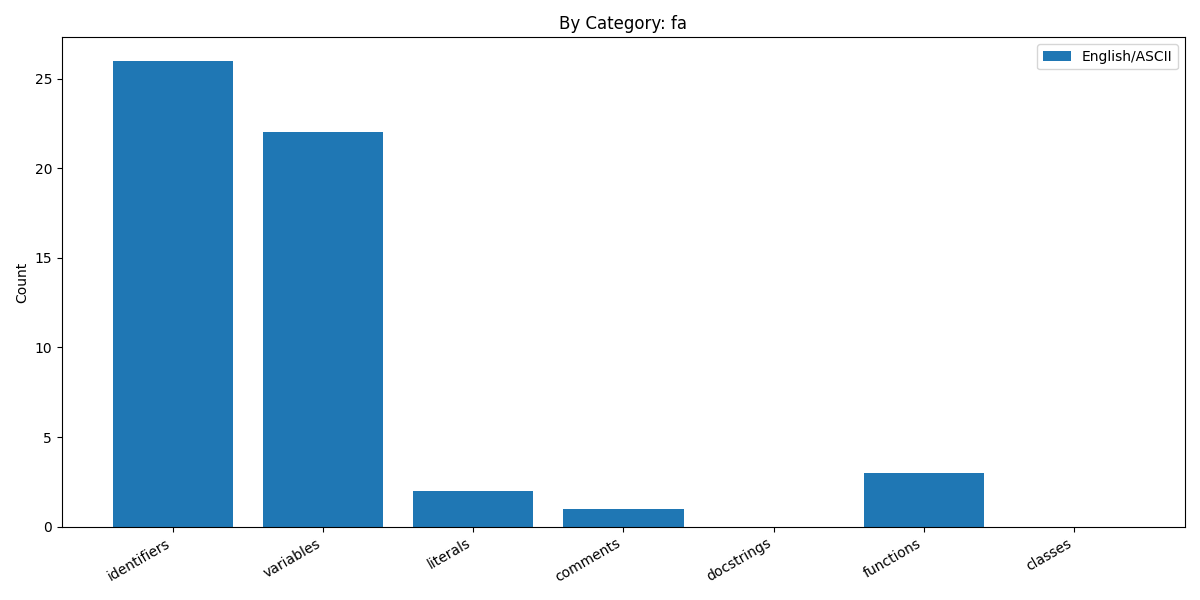 By Category: fa
English/ASCII
Count
25
20
15
10
5
0
identifiers
variables
literals
comments
docstrings
functions
classes